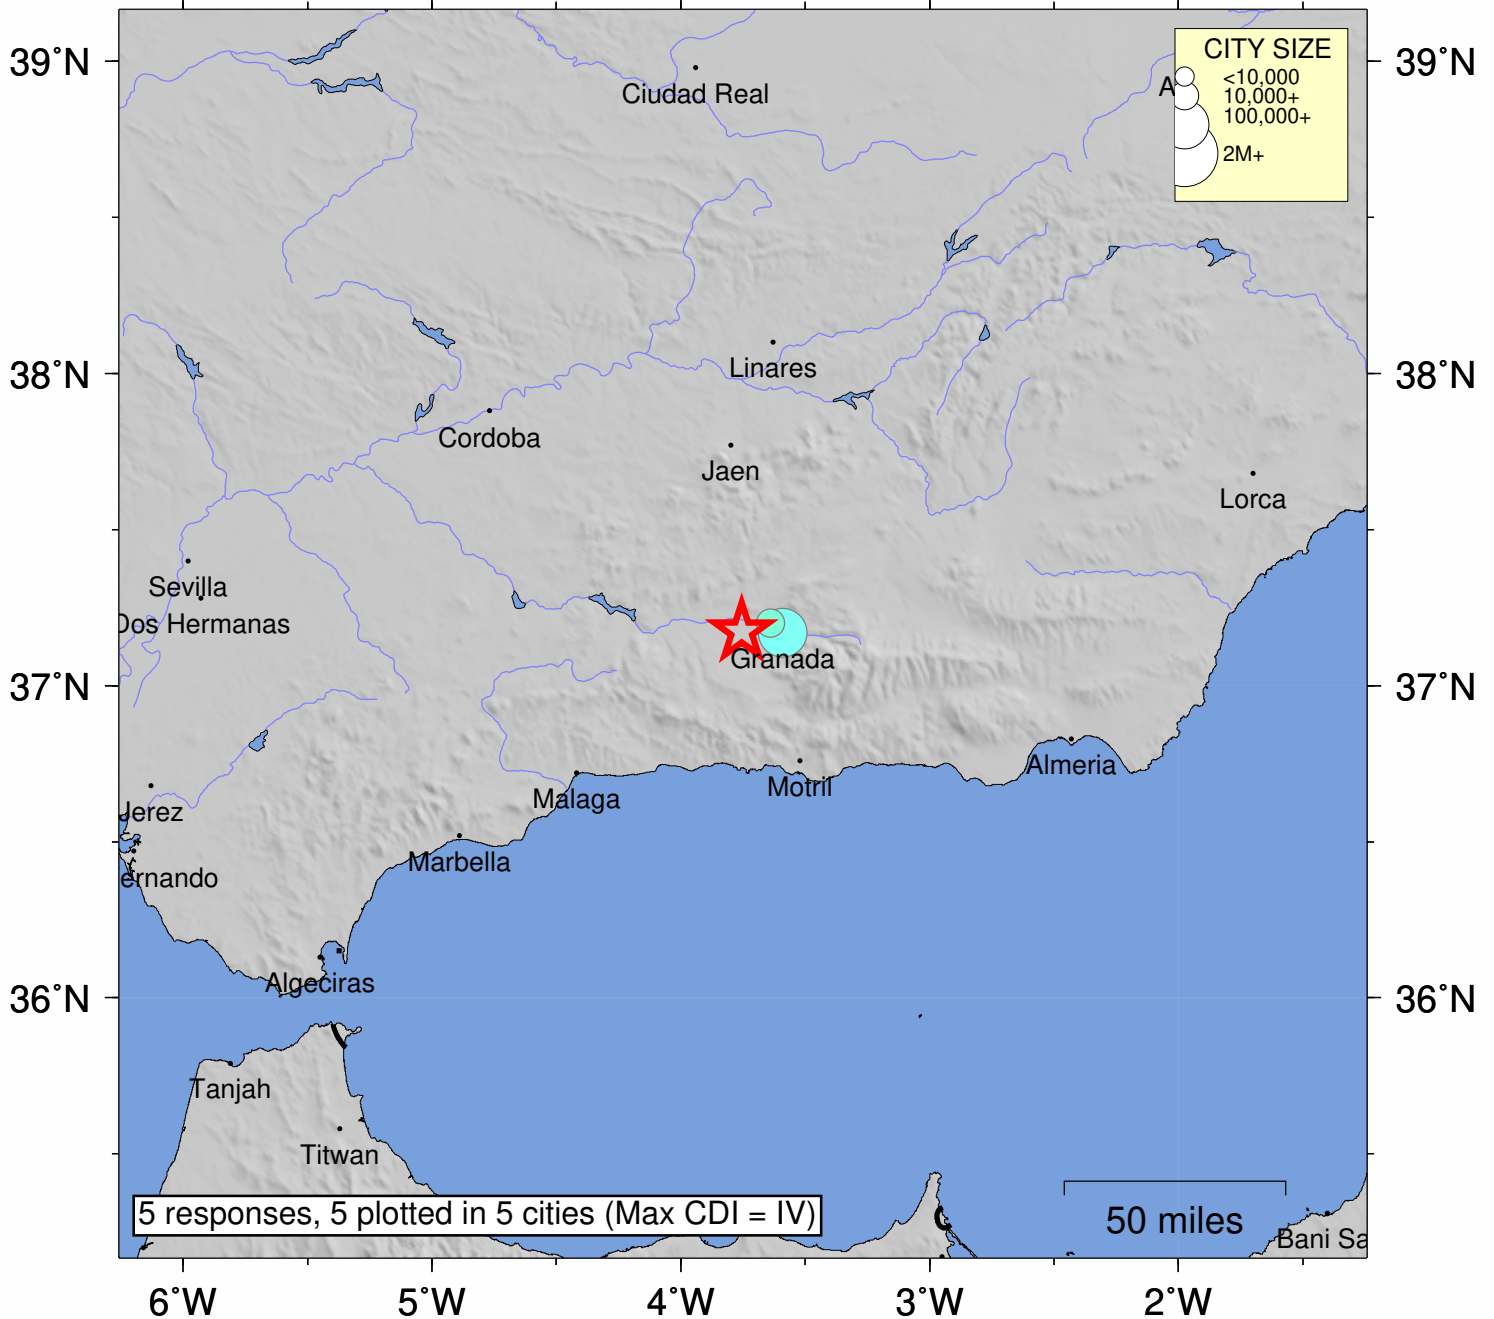 39°N
39°N
CITY SIZE
<10,000
10,000+
100,000+
2M+
Ciudad Real
A
38°N
38°N
Linares
Cordoba
Jaen
Lorca
Sevilla
Dos Hermanas
37°N
37°N
Granada
Almeria
Motril
Malaga
Jerez
Marbella
ernando
36°N
36°N
Algeciras
Tanjah
Titwan
5 responses, 5 plotted in 5 cities (Max CDI = IV)
50 miles
Bani Sa
6°W
5°W
4°W
3°W
2°W